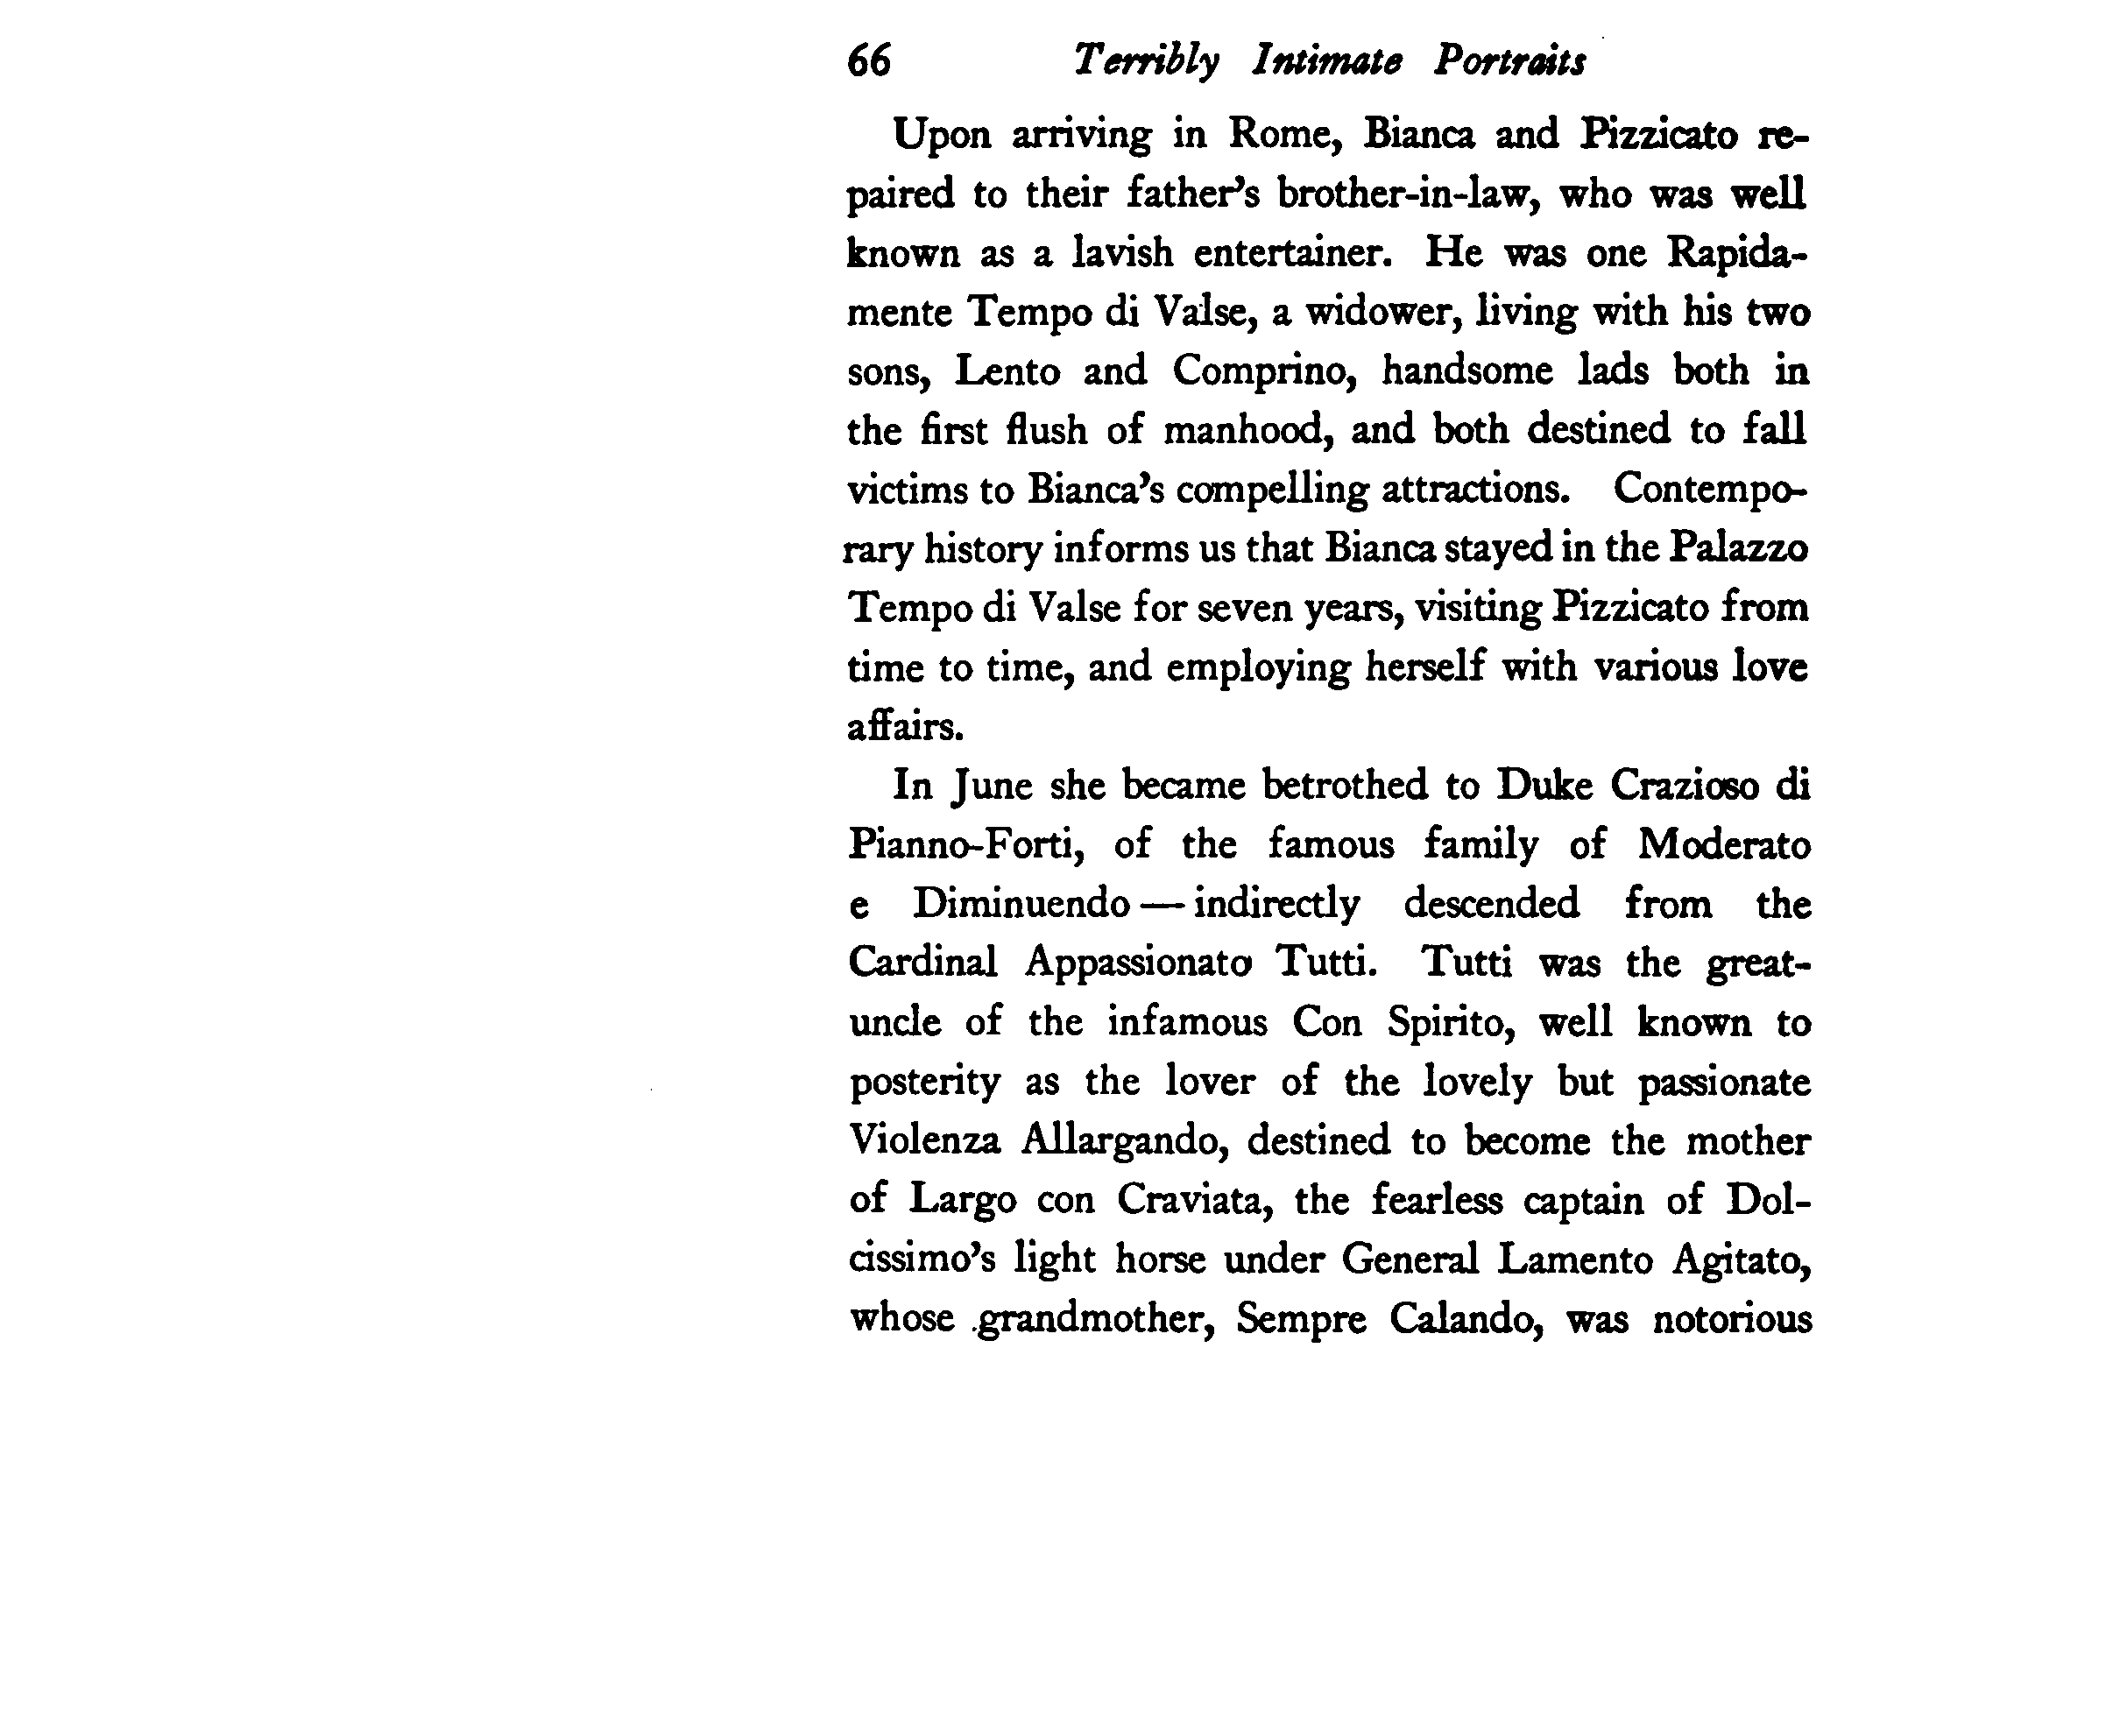 66 Terribly Intimate Portraits
Upon arriving in Rome, Bianca and Pizzicato re-
paired to their father's brother-in-law, who was well
known as a lavish entertainer. He was one Rapida-
mente Tempo di Valse, a widower, living with his two
sons, Lento and Comprino, handsome lads both in
the first flush of manhood, and both destined to fall
victims to Bianca's compelling attractions. Contempo-
rary history informs us that Bianca stayed in the Palazzo
Tempo di Valse for seven years, visiting Pizzicato from
time to time, and employing herself with various love
affairs.
In June she became betrothed to Duke Crazioso di
Pianno-Forti, of the famous family of Moderato
e Diminuendo — indirectly descended from the
Cardinal Appassionato Tutti. Tutti was the great-
uncle of the infamous Con Spirito, well known to
posterity as the lover of the lovely but passionate
Violenza Allargando, destined to become the mother
of Largo con Craviata, the fearless captain of Dol-
cissimo's light horse under General Lamento Agitato,
whose grandmother, Sempre Calando, was notorious